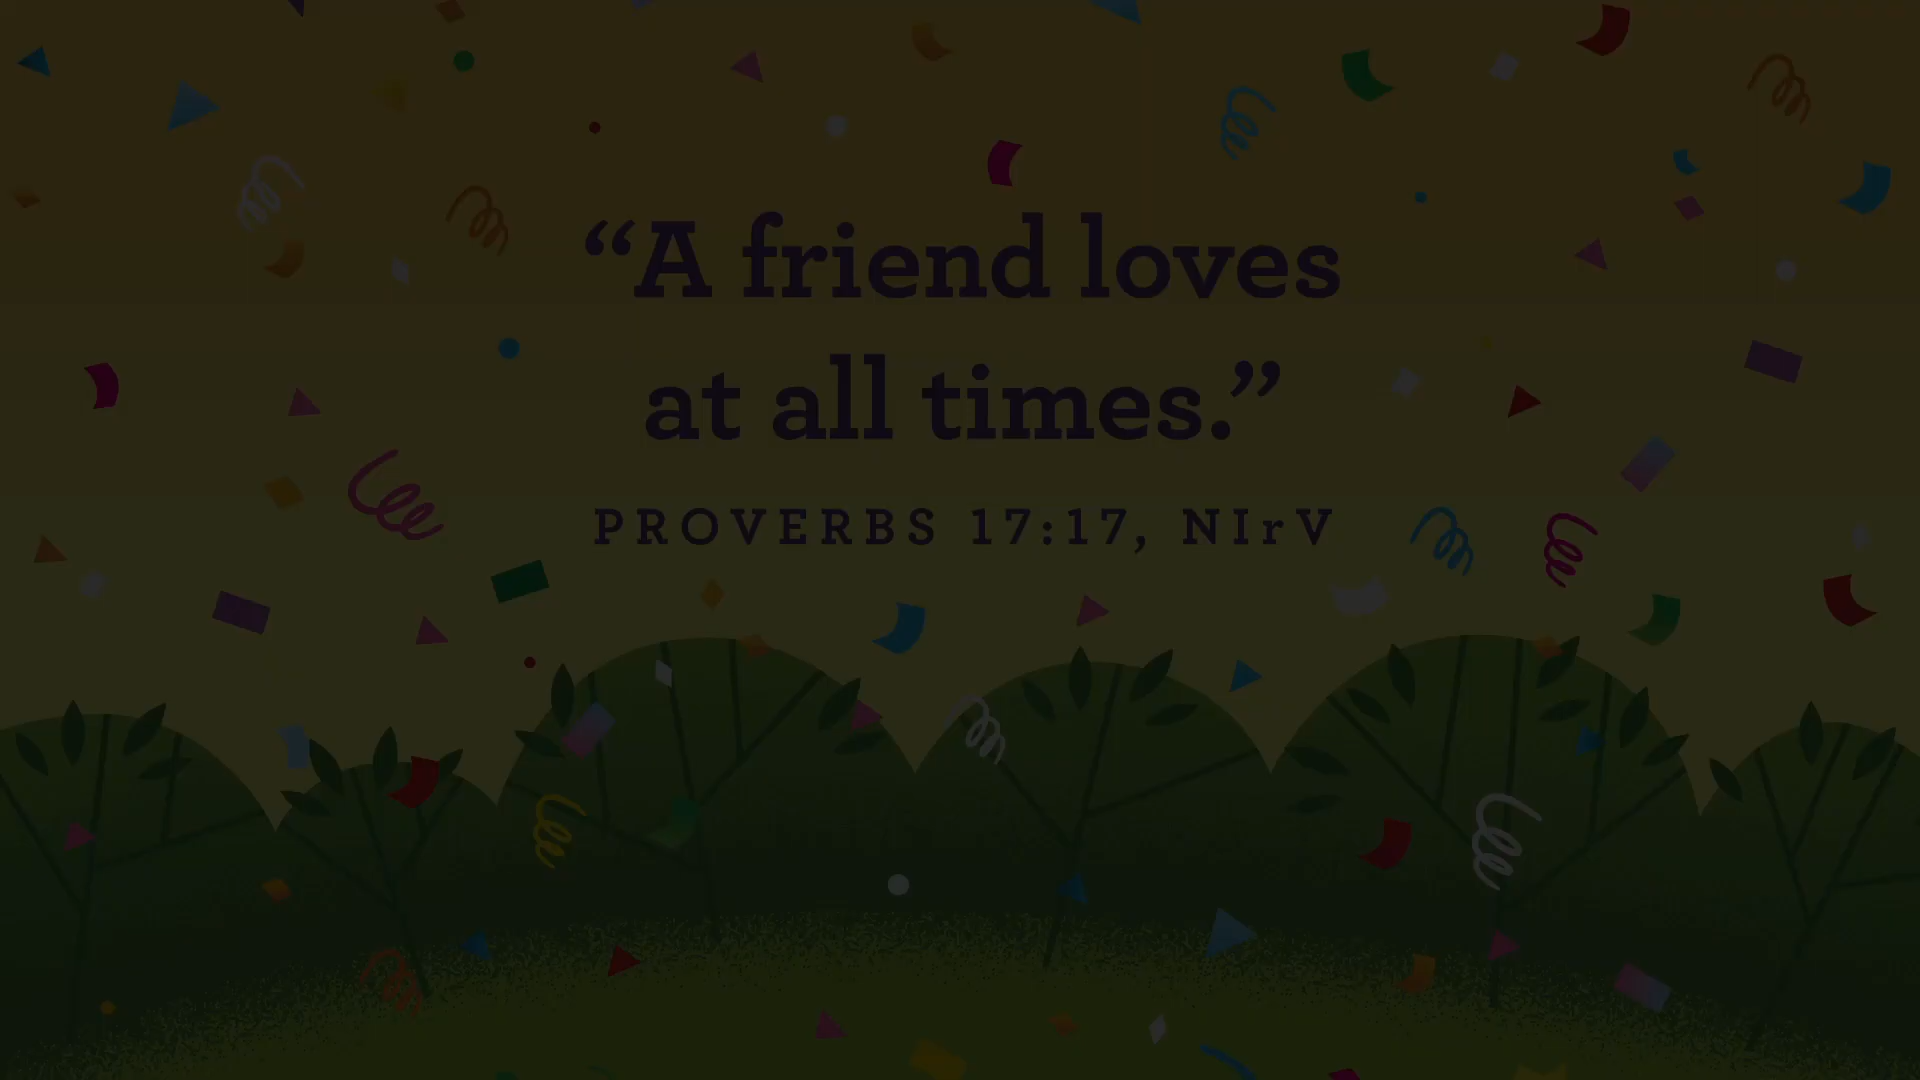 “A friend loves
at all times.”
PROVERBS 17:17, NIrV